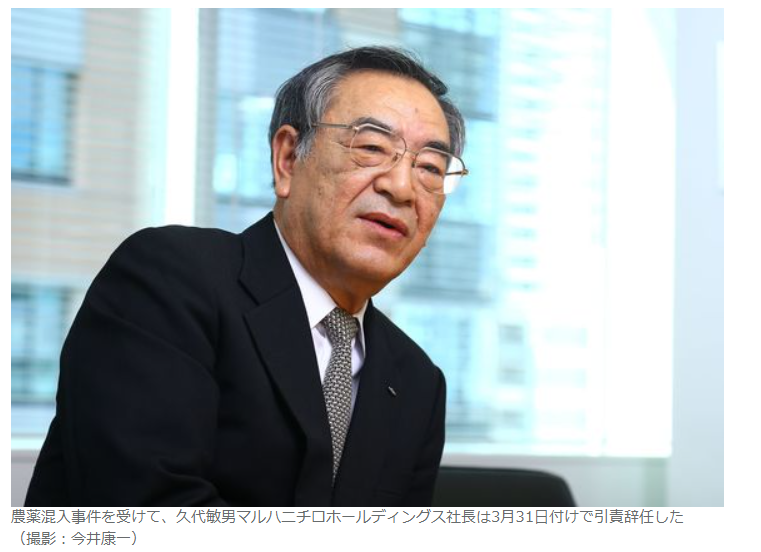 農薬混入事件を受けて、久代敏男マルハニチロホールディングス社長は3月31日付けで引責辞任した
（撮影：今井康一）